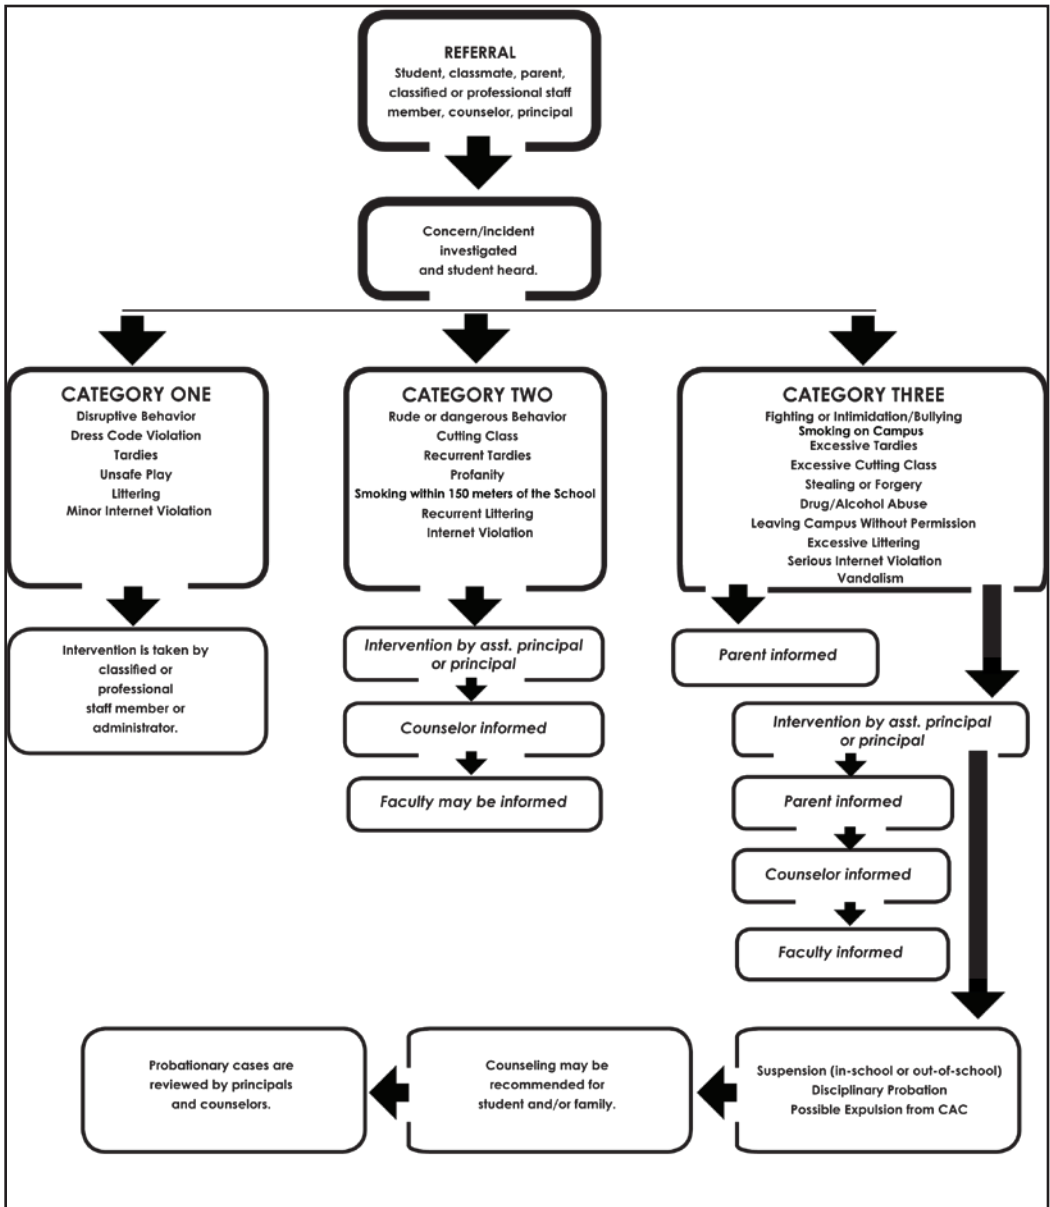 REFERRAL
Student, classmate, parent,
classified or professional staff
member, counselor, principal
Concern/incident
investigated
and student heard.
CATEGORY ONE
Disruptive Behavior
Dress Code Violation
Tardies
Unsafe Play
Littering
Minor Internet Violation
CATEGORY TWO
Rude or dangerous Behavior
Cutting Class
Recurrent Tardies
Profanity
Smoking within 150 meters of the School
Recurrent Littering
Internet Violation
CATEGORY THREE
Fighting or Intimidation/Bullying
Smoking on Campus
Excessive Tardies
Excessive Cutting Class
Stealing or Forgery
Drug/Alcohol Abuse
Leaving Campus Without Permission
Excessive Littering
Serious Internet Violation
Vandalism
Intervention is taken by
classified or
professional
staff member or
administrator.
Intervention by asst. principal
or principal
Counselor informed
Faculty may be informed
Parent informed
Intervention by asst. principal
or principal
Parent informed
Counselor informed
Faculty informed
Suspension (in-school or out-of-school)
Disciplinary Probation
Possible Expulsion from CAC
Counseling may be
recommended for
student and/or family.
Probationary cases are
reviewed by principals
and counselors.